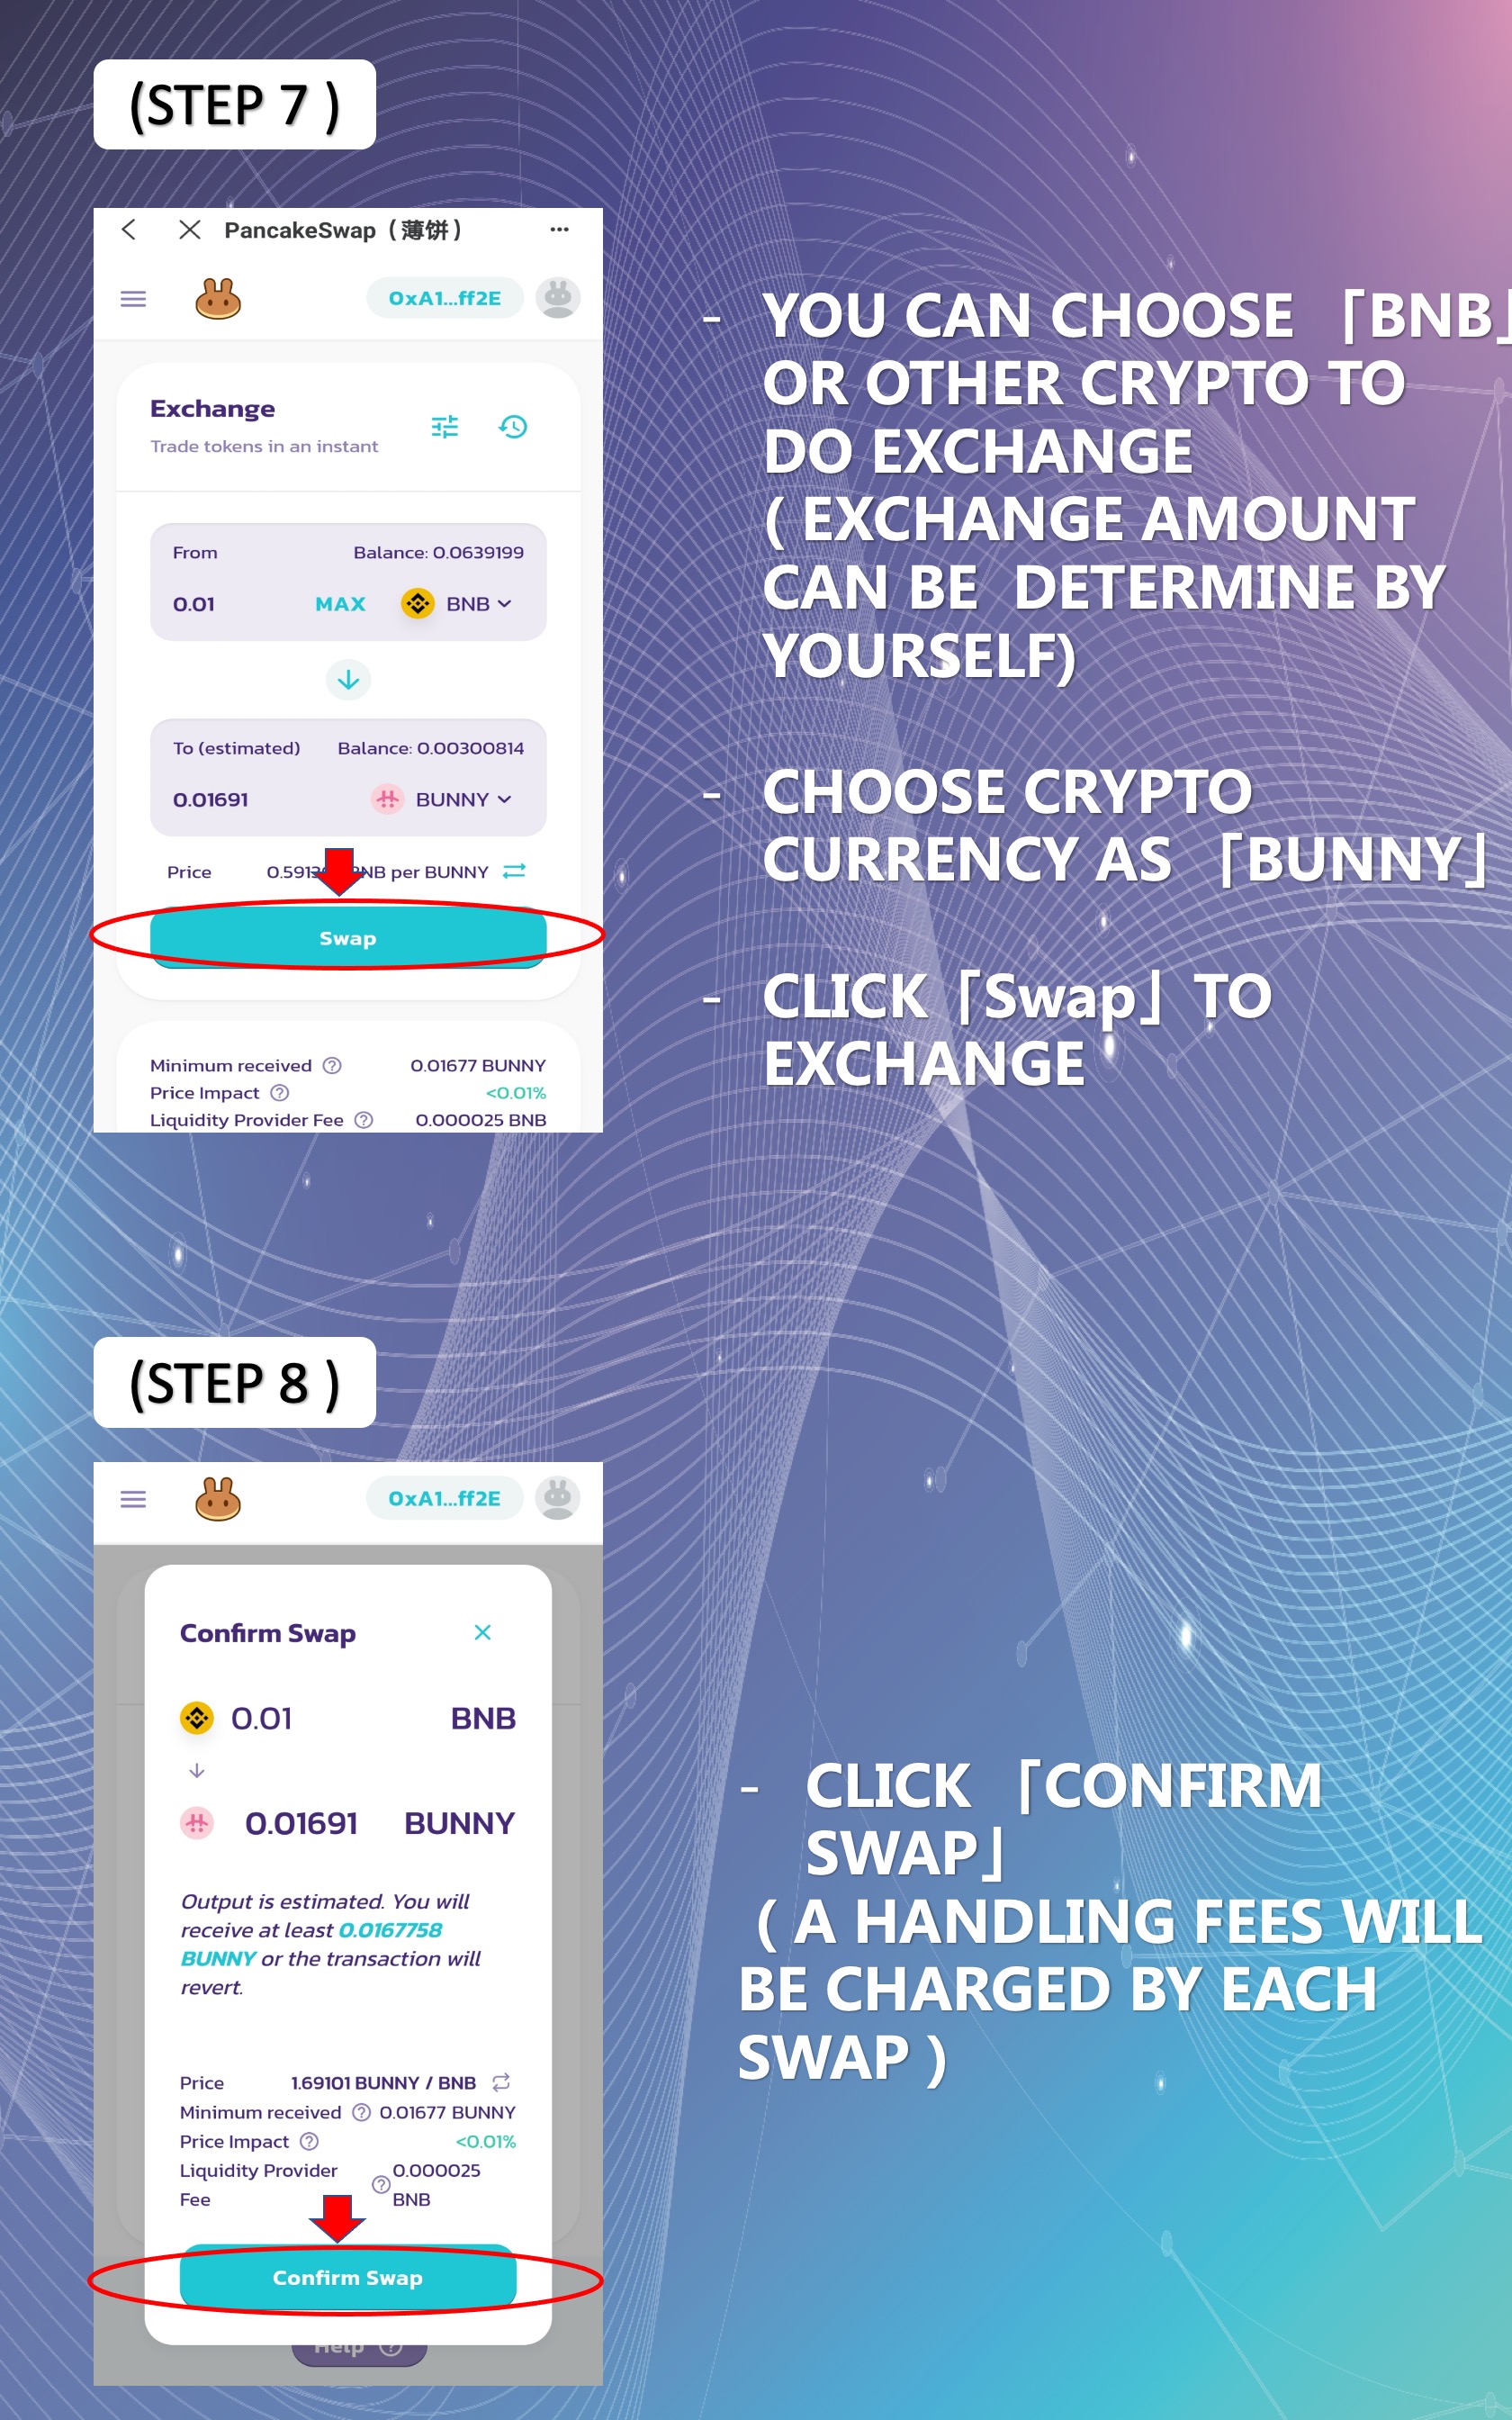 (STEP 7 )
PancakeSwap（薄饼）
0xA1...ff2E
Exchange
Trade tokens in an instant
From Balance: 0.0639199
0.01 MAX BNB
To (estimated) Balance: 0.00300814
0.01691 BUNNY
Price BNB per BUNNY
Swap
Minimum received 0.01677 BUNNY
Price Impact <0.01%
Liquidity Provider Fee 0.000025 BNB
- YOU CAN CHOOSE 「BNB」
OR OTHER CRYPTO TO
DO EXCHANGE
( EXCHANGE AMOUNT
CAN BE DETERMINE BY
YOURSELF)
- CHOOSE CRYPTO
CURRENCY AS 「BUNNY」
- CLICK「Swap」TO
EXCHANGE
(STEP 8 )
0xA1...ff2E
Confirm Swap
0.01 BNB
0.01691 BUNNY
Output is estimated. You will
receive at least 0.0167758
BUNNY or the transaction will
revert.
Price 1.69101 BUNNY / BNB
Minimum received 0.01677 BUNNY
Price Impact <0.01%
Liquidity Provider 0.000025
Fee BNB
Confirm Swap
Help
- CLICK 「CONFIRM
SWAP」
( A HANDLING FEES WILL
BE CHARGED BY EACH
SWAP )